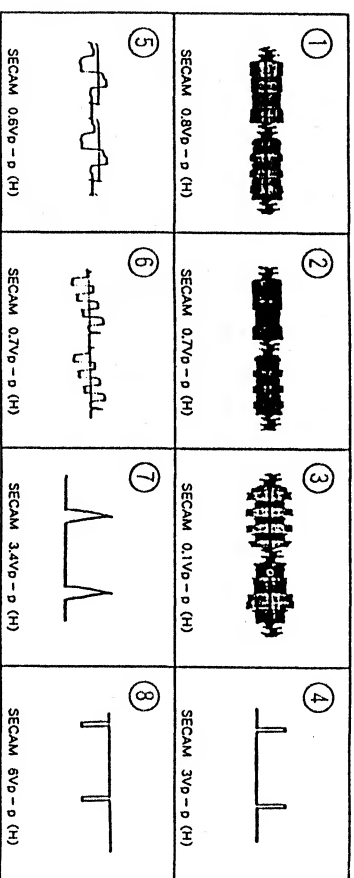 ①
SECAM 0.8Vp-p (H)
②
SECAM 0.7Vp-p (H)
③
SECAM 0.1Vp-p (H)
④
SECAM 3Vp-p (H)
⑤
SECAM 0.6Vp-p (H)
⑥
SECAM 0.7Vp-p (H)
⑦
SECAM 3.4Vp-p (H)
⑧
SECAM 6Vp-p (H)